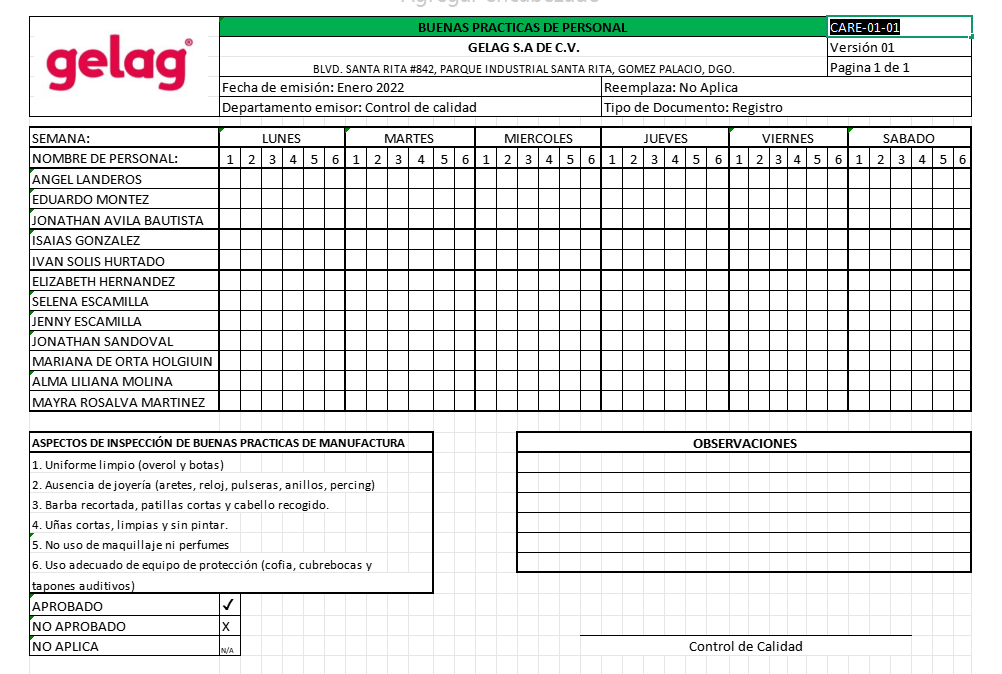 Agregar encabezado
gelag®
BUENAS PRACTICAS DE PERSONAL
CARE-01-01
GELAG S.A DE C.V.
Versión 01
BLVD. SANTA RITA #842, PARQUE INDUSTRIAL SANTA RITA, GOMEZ PALACIO, DGO.
Pagina 1 de 1
Fecha de emisión: Enero 2022
Reemplaza: No Aplica
Departamento emisor: Control de calidad
Tipo de Documento: Registro
SEMANA: LUNES MARTES MIERCOLES JUEVES VIERNES SABADO
NOMBRE DE PERSONAL: 1 2 3 4 5 6 1 2 3 4 5 6 1 2 3 4 5 6 1 2 3 4 5 6 1 2 3 4 5 6 1 2 3 4 5 6
ANGEL LANDEROS
EDUARDO MONTEZ
JONATHAN AVILA BAUTISTA
ISAIAS GONZALEZ
IVAN SOLIS HURTADO
ELIZABETH HERNANDEZ
SELENA ESCAMILLA
JENNY ESCAMILLA
JONATHAN SANDOVAL
MARIANA DE ORTA HOLGIUIN
ALMA LILIANA MOLINA
MAYRA ROSALVA MARTINEZ
ASPECTOS DE INSPECCIÓN DE BUENAS PRACTICAS DE MANUFACTURA
1. Uniforme limpio (overol y botas)
2. Ausencia de joyería (aretes, reloj, pulseras, anillos, percing)
3. Barba recortada, patillas cortas y cabello recogido.
4. Uñas cortas, limpias y sin pintar.
5. No uso de maquillaje ni perfumes
6. Uso adecuado de equipo de protección (cofia, cubrebocas y
tapones auditivos)
OBSERVACIONES
APROBADO ✓
NO APROBADO X
NO APLICA N/A
Control de Calidad